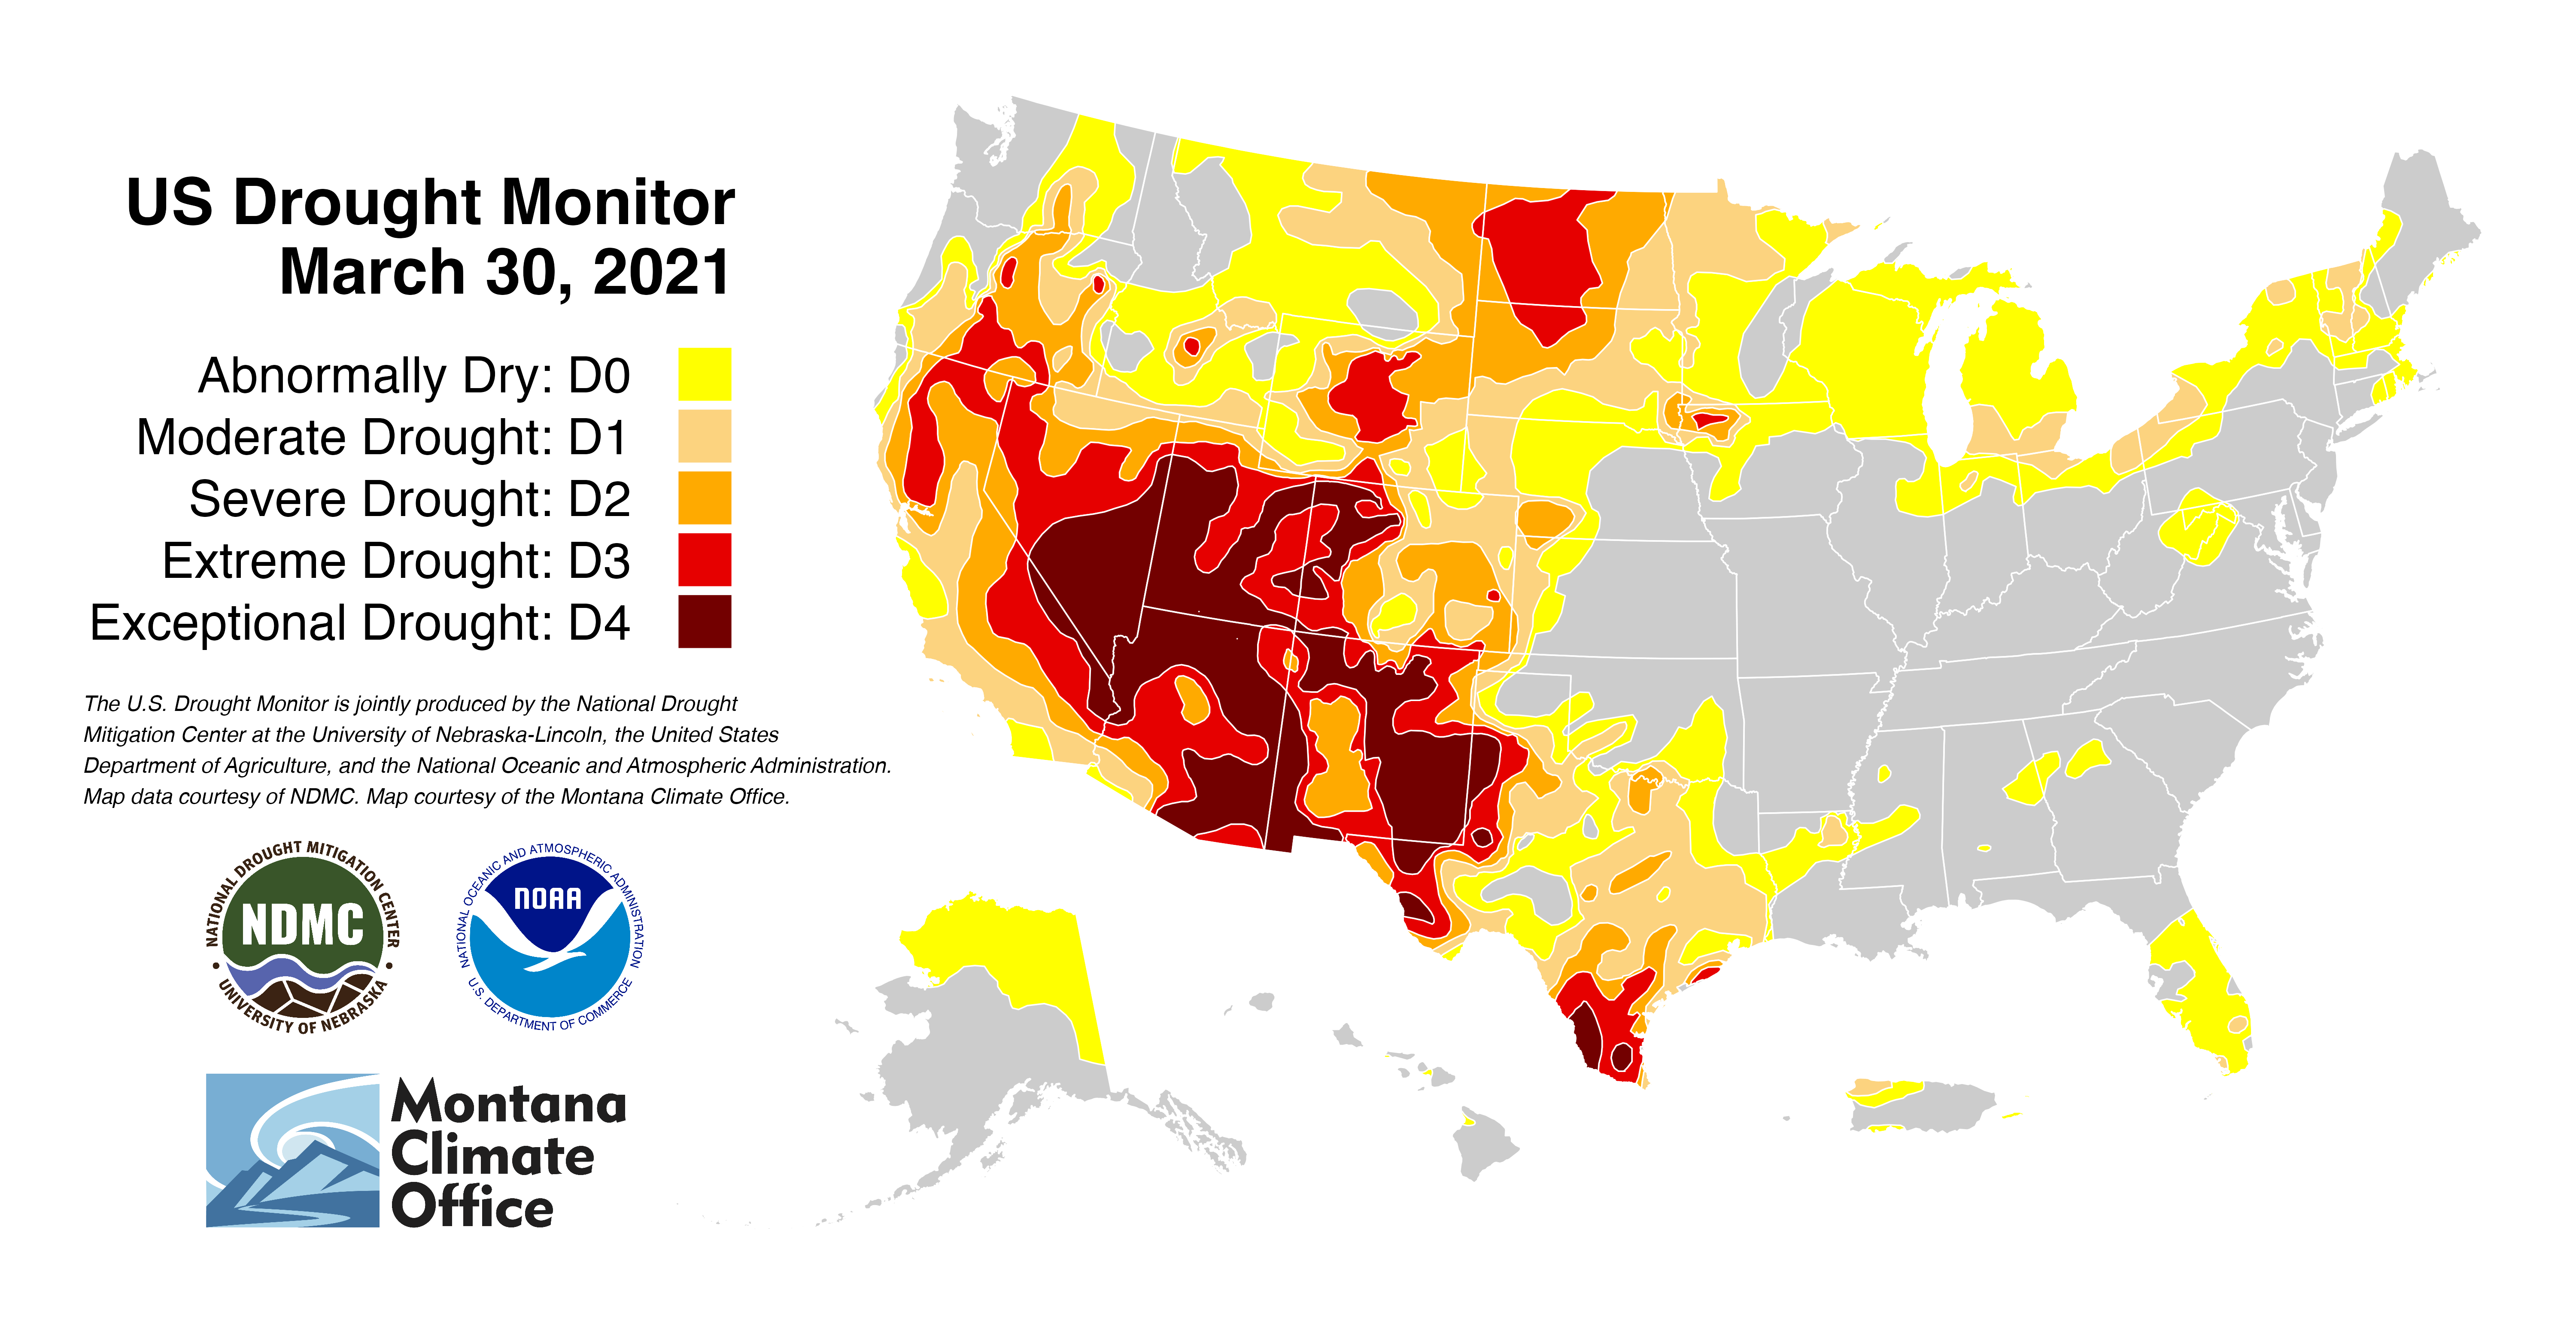 US Drought Monitor
March 30, 2021
Abnormally Dry: D0
Moderate Drought: D1
Severe Drought: D2
Extreme Drought: D3
Exceptional Drought: D4
The U.S. Drought Monitor is jointly produced by the National Drought
Mitigation Center at the University of Nebraska-Lincoln, the United States
Department of Agriculture, and the National Oceanic and Atmospheric Administration.
Map data courtesy of NDMC. Map courtesy of the Montana Climate Office.
NATIONAL DROUGHT MITIGATION CENTER
NDMC
UNIVERSITY OF NEBRASKA
NATIONAL OCEANIC AND ATMOSPHERIC ADMINISTRATION
NOAA
U.S. DEPARTMENT OF COMMERCE
Montana
Climate
Office